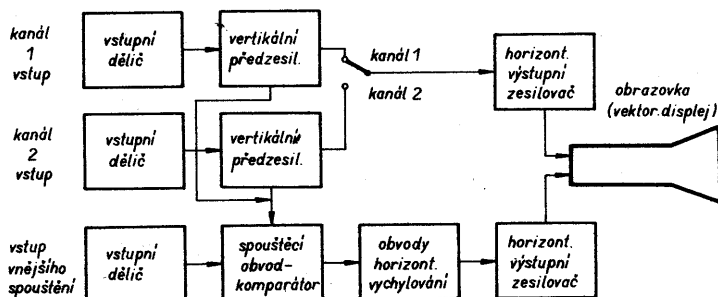 kanál
1
vstup
vstupní
dělič
vertikální
předzesil.
kanál 1
kanál 2
horizont.
výstupní
zesilovač
obrazovka
(vektor. displej)
kanál
2
vstup
vstupní
dělič
vertikální
předzesil.
vstup
vnějšího
spouštění
vstupní
dělič
spouštěcí
obvod-
komparátor
obvody
horizont.
vychylování
horizont.
výstupní
zesilovač